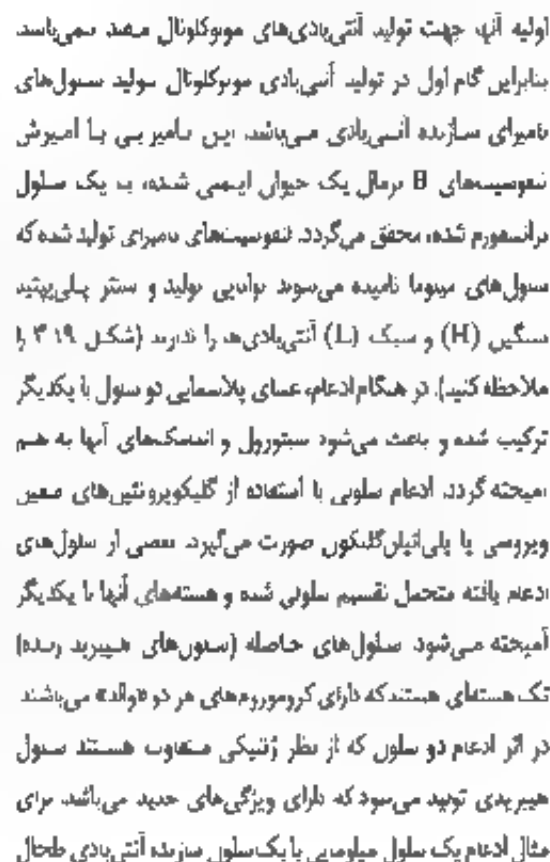 اولیه آنها جهت تولید آنتی‌بادی‌های مونوکلونال مفید نمی‌باشد.
بنابراین گام اول در تولید آنتی‌بادی مونوکلونال تولید سلول‌های
نامیرای سازنده آنتی‌بادی می‌باشد. این نامیرایی با آمیزش
لنفوسیت‌های B نرمال یک حیوان ایمنی شده، به یک سلول
ترانسفورم شده، محقق می‌گردد. لنفوسیت‌های نامیرای تولید شده که
سلول‌های میلوما نامیده می‌شوند توانایی تولید و سنتز پلی‌پپتید
سنگین (H) و سبک (L) آنتی‌بادی‌ها را ندارند (شکل ۱۹ـ۳ را
ملاحظه کنید). در هنگام ادغام، غشای پلاسمایی دو سلول با یکدیگر
ترکیب شده و باعث می‌شود سیتوزول و اندامک‌های آنها به هم
آمیخته گردد. ادغام سلولی با استفاده از گلیکوپروتئین‌های معین
ویروسی یا پلی‌اتیلن‌گلیکول صورت می‌گیرد. بعضی از سلول‌های
ادغام یافته متحمل تقسیم سلولی شده و هسته‌های آنها با یکدیگر
آمیخته می‌شود. سلول‌های حاصله (سلول‌های هیبرید زنده)
تک هسته‌ای هستند که دارای کروموزوم‌های هر دو «والد» می‌باشند.
در اثر ادغام دو سلول که از نظر ژنتیکی متفاوت هستند سلول
هیبریدی تولید می‌شود که دارای ویژگی‌های جدید می‌باشد. برای
مثال ادغام یک سلول میلومایی با یک سلول سازنده آنتی‌بادی طحال